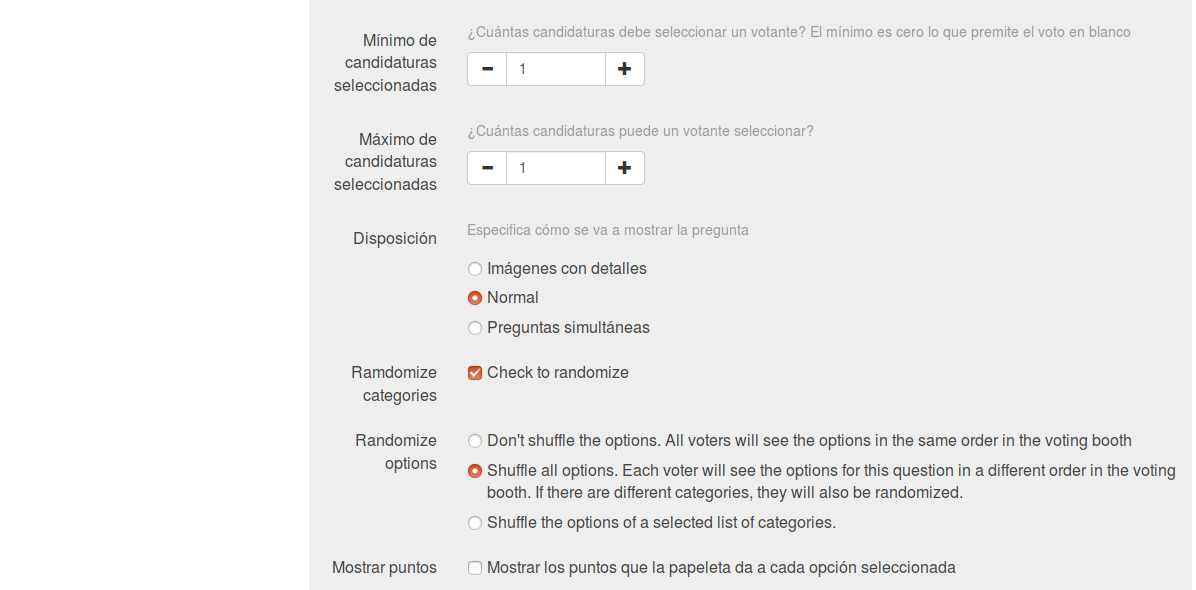 ¿Cuántas candidaturas debe seleccionar un votante? El mínimo es cero lo que premite el voto en blanco
Mínimo de
candidaturas
seleccionadas
1
¿Cuántas candidaturas puede un votante seleccionar?
Máximo de
candidaturas
seleccionadas
1
Disposición
Especifica cómo se va a mostrar la pregunta
Imágenes con detalles
Normal
Preguntas simultáneas
Ramdomize
categories
Check to randomize
Randomize
options
Don't shuffle the options. All voters will see the options in the same order in the voting booth
Shuffle all options. Each voter will see the options for this question in a different order in the voting
booth. If there are different categories, they will also be randomized.
Shuffle the options of a selected list of categories.
Mostrar puntos
Mostrar los puntos que la papeleta da a cada opción seleccionada